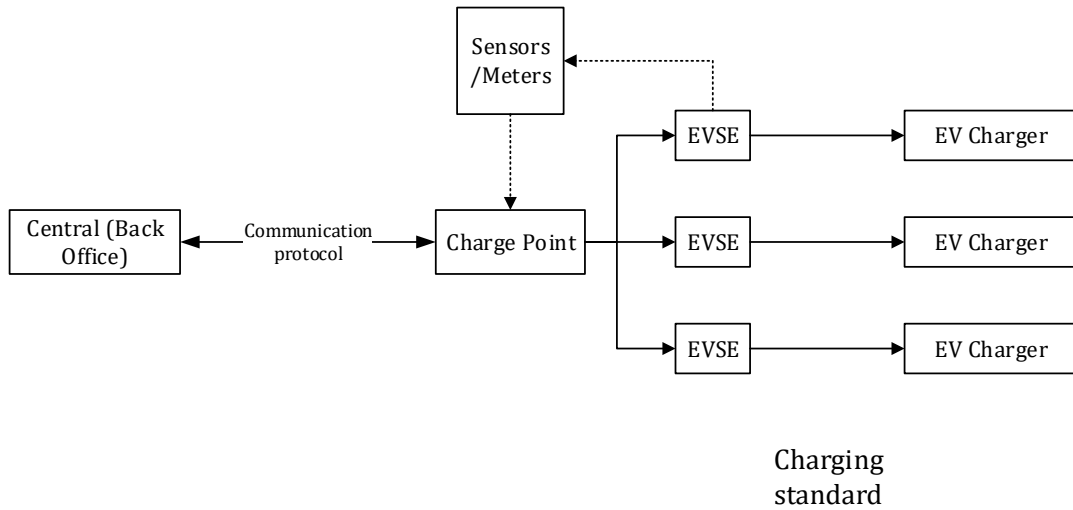 Sensors
/Meters
EVSE
EV Charger
Central (Back
Office)
Communication
protocol
Charge Point
EVSE
EV Charger
EVSE
EV Charger
Charging
standard